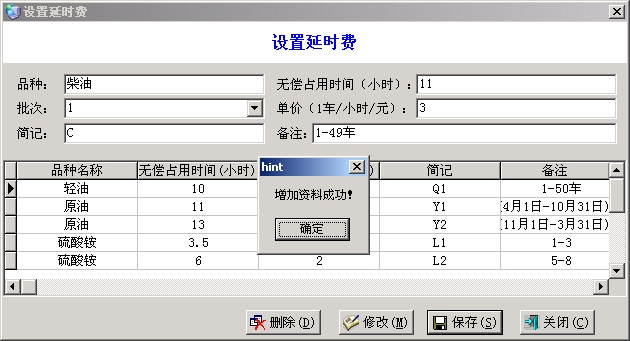 设置延时费
设置延时费
品种： 柴油 无偿占用时间（小时）： 11
批次： 1 单价（1车/小时/元）： 3
简记： C 备注： 1-49车
品种名称 无偿占用时间(小时) ) 简记 备注
轻油 10 Q1 1-50车
原油 11 Y1 (4月1日-10月31日)
原油 13 Y2 (11月1日-3月31日)
硫酸铵 3.5 L1 1-3
硫酸铵 6 2 L2 5-8
hint
增加资料成功!
确定
删除(D) 修改(M) 保存(S) 关闭(C)